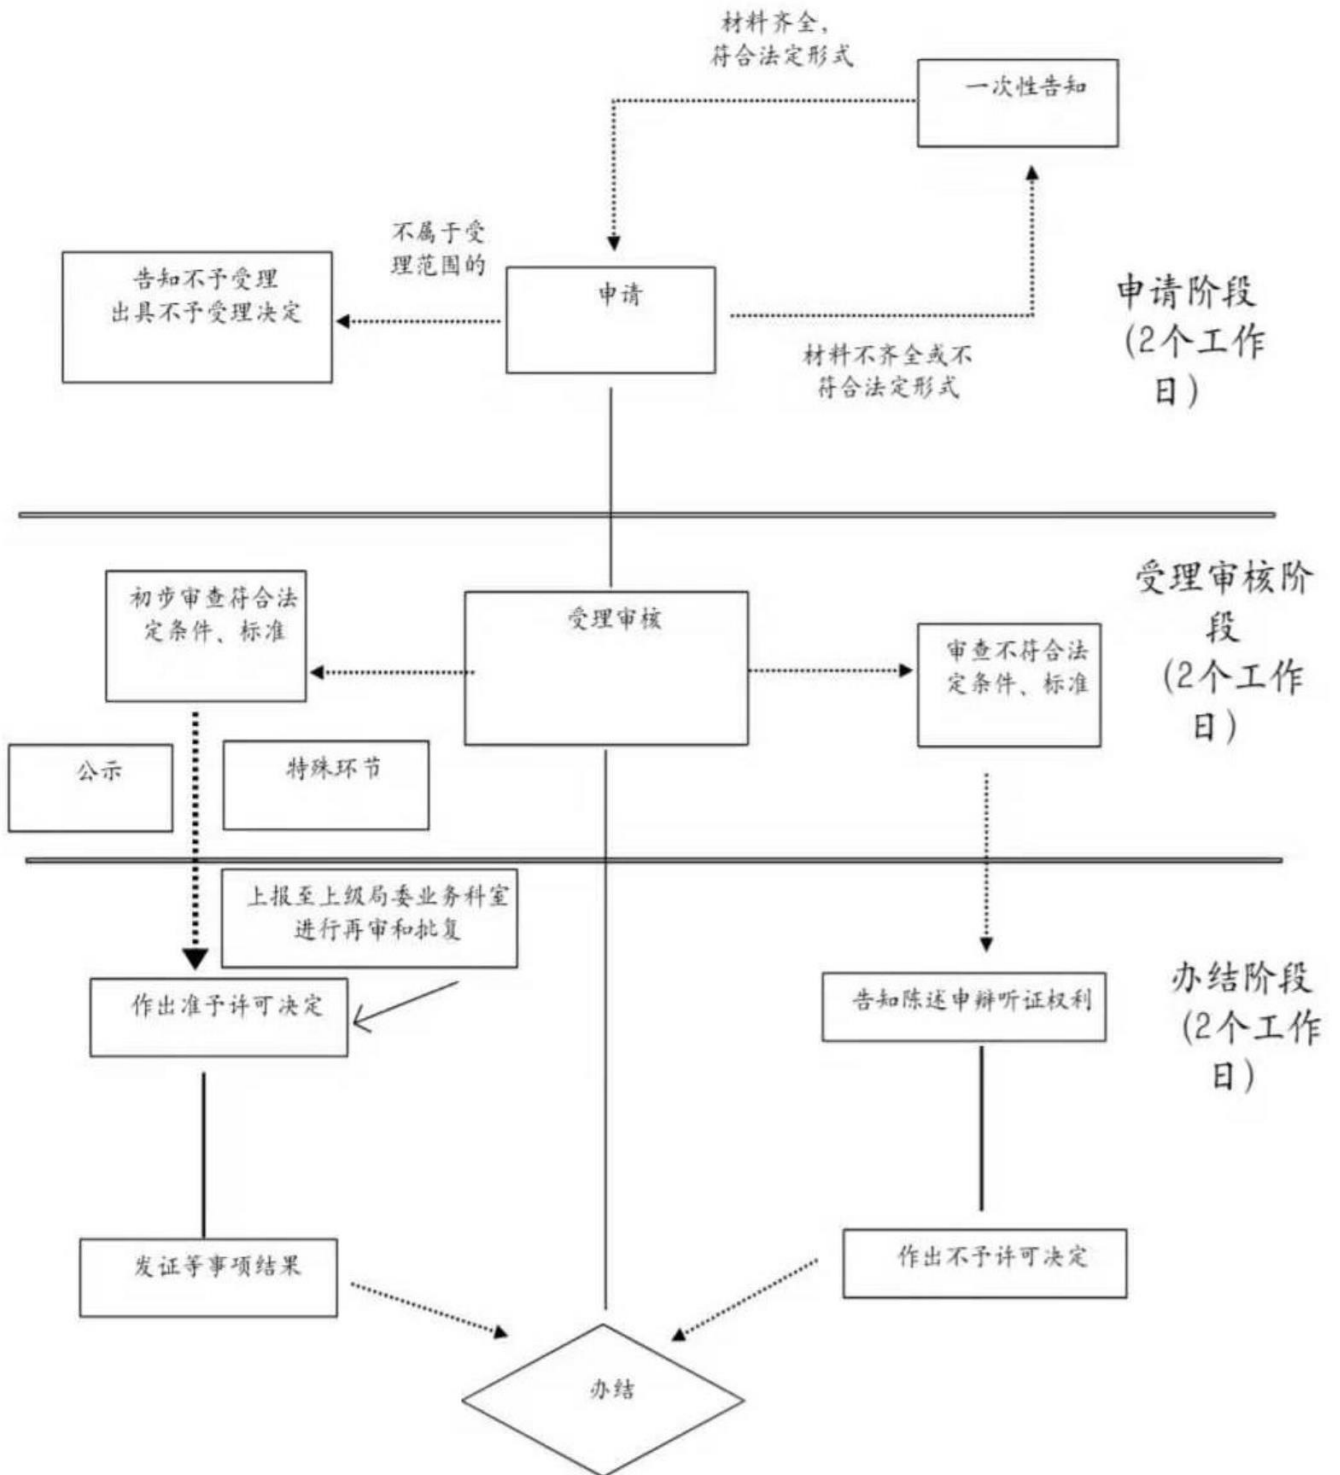 材料齐全，
符合法定形式
一次性告知
不属于受
理范围的
告知不予受理
出具不予受理决定
申请
材料不齐全或不
符合法定形式
申请阶段
（2个工作
日）
初步审查符合法
定条件、标准
受理审核
审查不符合法
定条件、标准
受理审核阶
段
（2个工作
日）
公示
特殊环节
上报至上级局委业务科室
进行再审和批复
作出准予许可决定
告知陈述申辩听证权利
办结阶段
（2个工作
日）
发证等事项结果
作出不予许可决定
办结